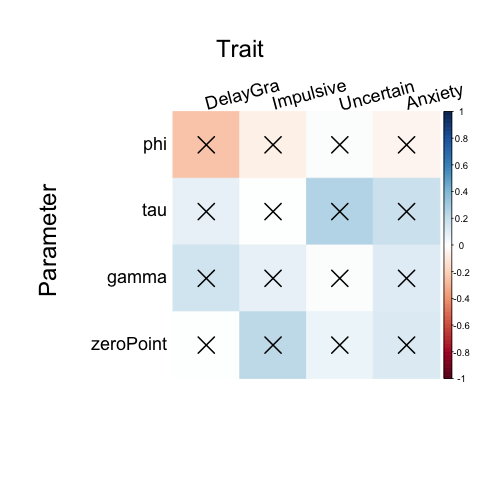 Trait
DelayGra Impulsive Uncertain Anxiety
Parameter
phi
tau
gamma
zeroPoint
1
0.8
0.6
0.4
0.2
0
-0.2
-0.4
-0.6
-0.8
-1